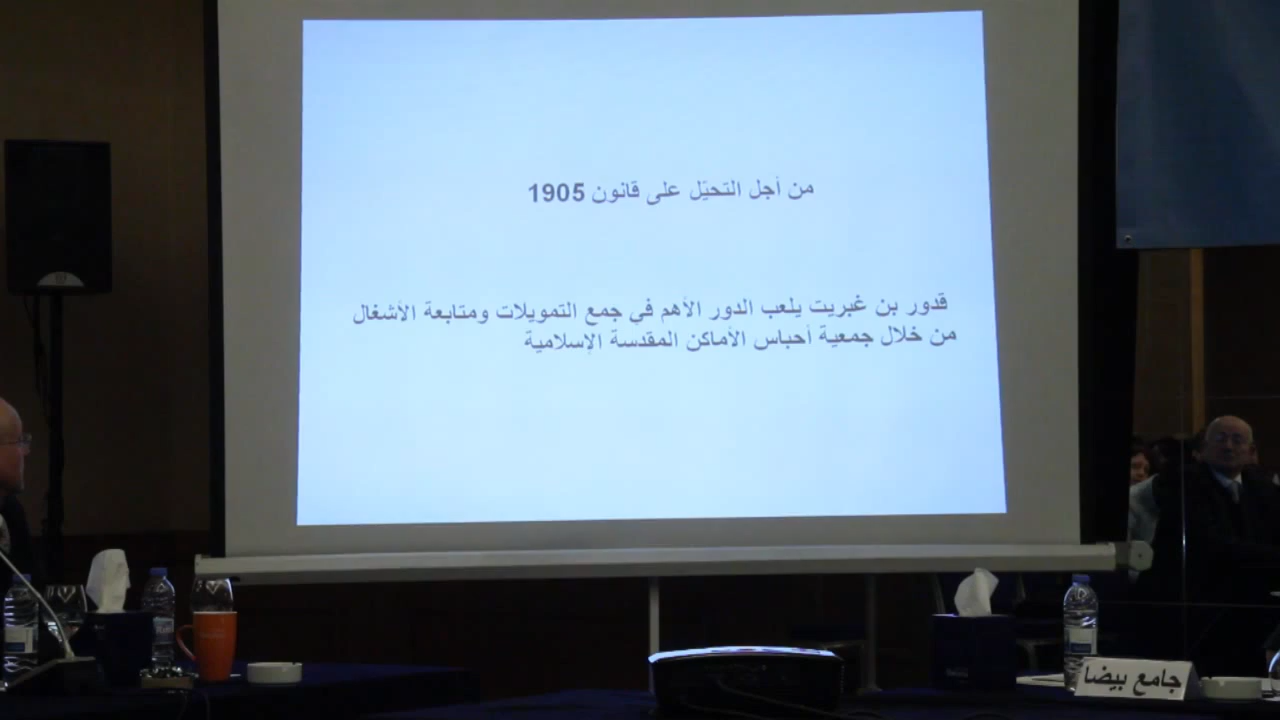 من أجل التحيّل على قانون 1905
قدور بن غبريت يلعب الدور الأهم في جمع التمويلات ومتابعة الأشغال
من خلال جمعية أحباس الأماكن المقدسة الإسلامية
جامع بيضا